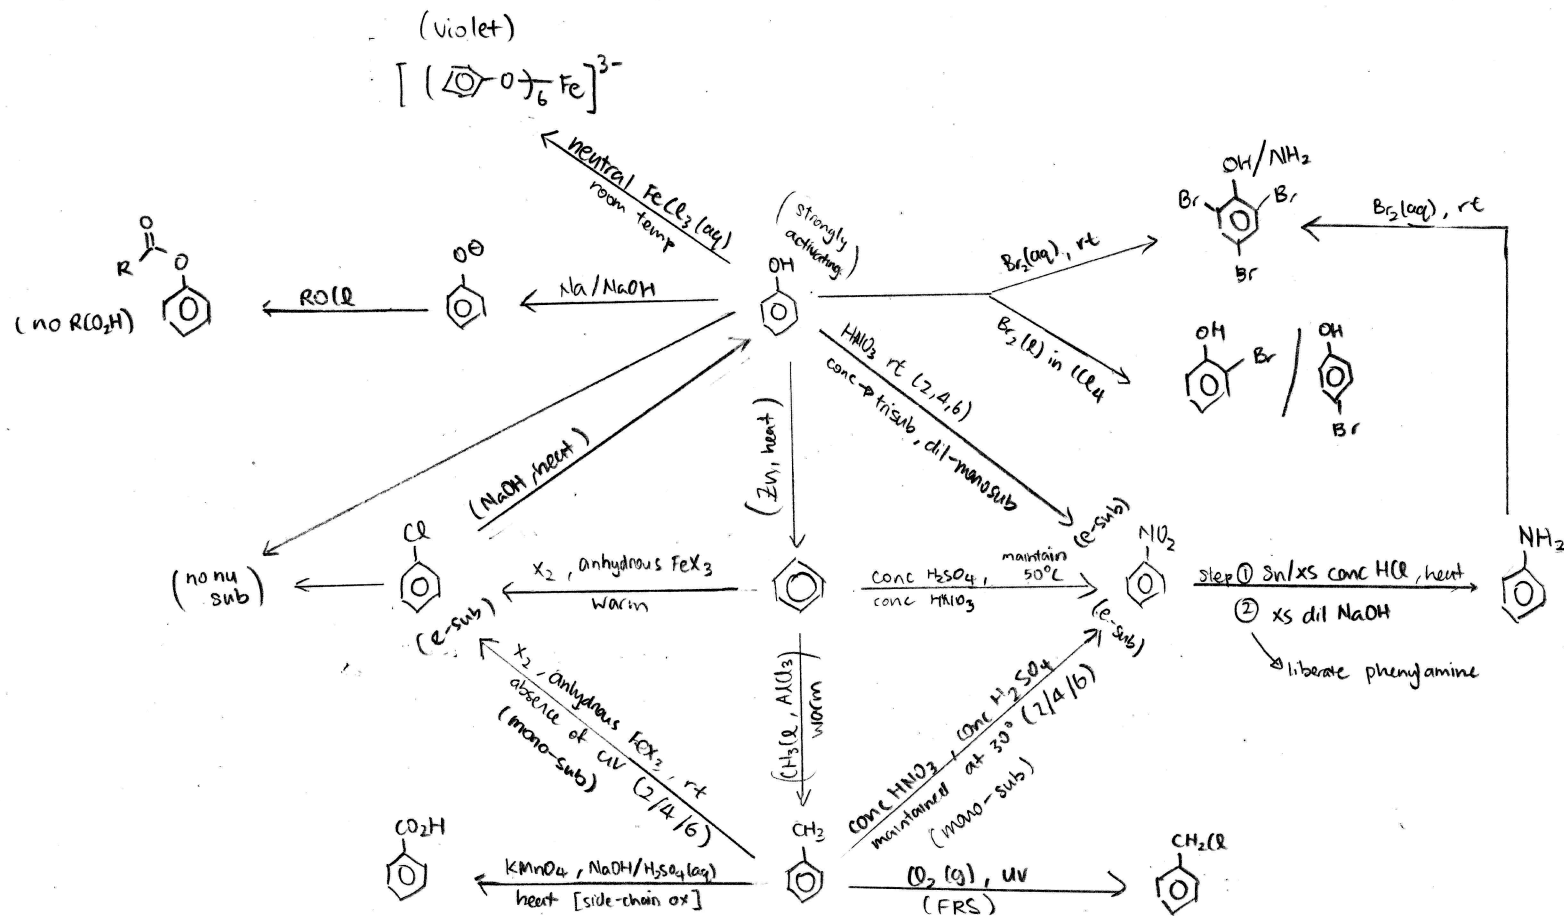 (violet)
[(⌬-O)6 Fe]3-
neutral FeCl3(aq)
room temp
(strongly
activating)
OH
OH/NH2
Br
Br
Br
Br2(aq), rt
Br2(aq), rt
O
R
O
(no RCO2H)
ROCl
O⊖
Na/NaOH
Br2(l) in CCl4
OH
Br
/
OH
Br
HNO3 rt (2,4,6)
conc → trisub, dil-monosub
(Zn, heat)
(NaOH, heat)
(no nu
sub)
Cl
(e-sub)
X2, anhydrous FeX3
warm
conc H2SO4, maintain
conc HNO3 50°C
(e-sub)
NO2
(e-sub)
step ① Sn/xs conc HCl, heat
② xs dil NaOH
liberate phenylamine
NH2
X2, anhydrous FeX3, rt
absence of UV (2/4/6)
(mono-sub)
(CH3Cl, AlCl3)
warm
conc HNO3, conc H2SO4
maintained at 30° (2/4/6)
(mono-sub)
CO2H
KMnO4, NaOH/H2SO4(aq)
heat [side-chain ox]
CH3
Cl2(g), UV
(FRS)
CH2Cl